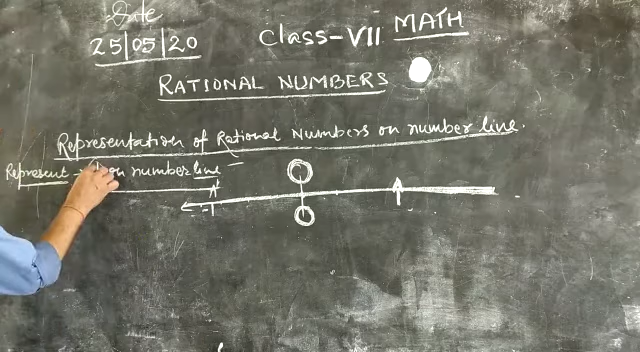 Date
25|05|20
Class-VII MATH
RATIONAL NUMBERS
Representation of Rational Numbers on number line.
Represent on number line
-1